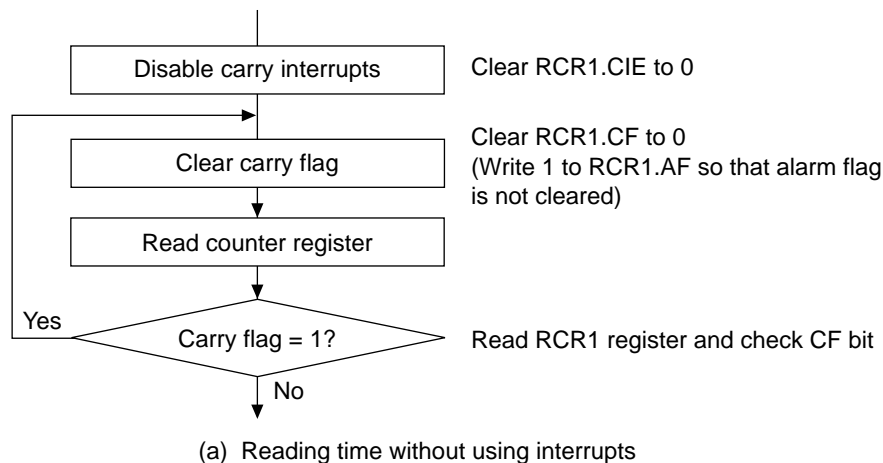 Disable carry interrupts
Clear RCR1.CIE to 0
Clear carry flag
Clear RCR1.CF to 0
(Write 1 to RCR1.AF so that alarm flag
is not cleared)
Read counter register
Yes
Carry flag = 1?
Read RCR1 register and check CF bit
No
(a) Reading time without using interrupts